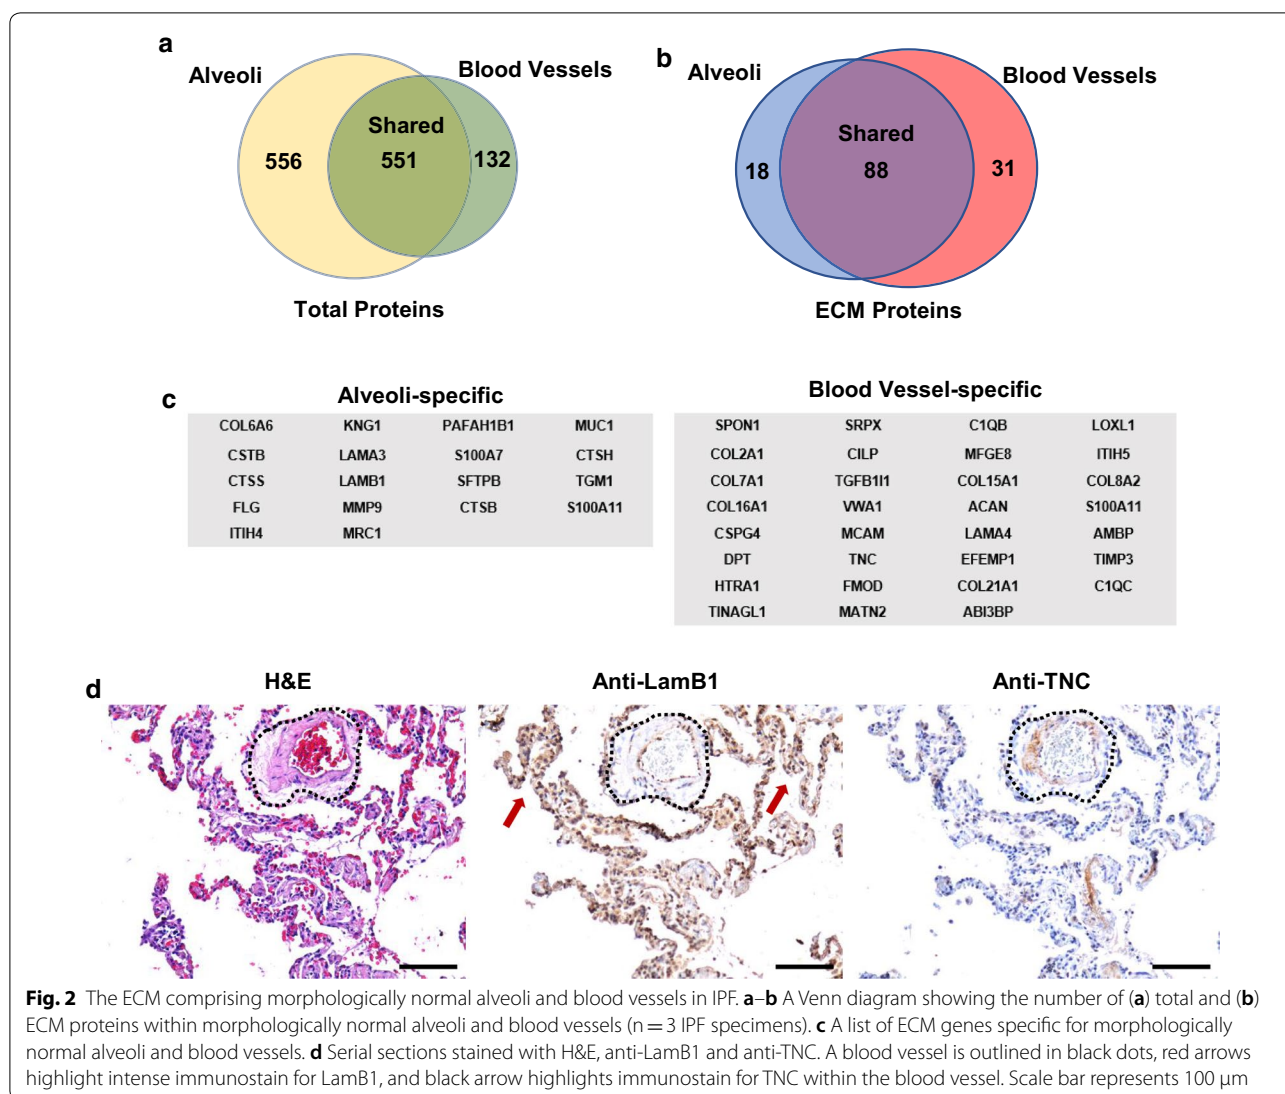 a
Alveoli
Blood Vessels
Shared
556
551
132
Total Proteins
b
Alveoli
Blood Vessels
Shared
18
88
31
ECM Proteins
c
Alveoli-specific
COL6A6 KNG1 PAFAH1B1 MUC1
CSTB LAMA3 S100A7 CTSH
CTSS LAMB1 SFTPB TGM1
FLG MMP9 CTSB S100A11
ITIH4 MRC1
Blood Vessel-specific
SPON1 SRPX C1QB LOXL1
COL2A1 CILP MFGE8 ITIH5
COL7A1 TGFB1I1 COL15A1 COL8A2
COL16A1 VWA1 ACAN S100A11
CSPG4 MCAM LAMA4 AMBP
DPT TNC EFEMP1 TIMP3
HTRA1 FMOD COL21A1 C1QC
TINAGL1 MATN2 ABI3BP
d
H&E
Anti-LamB1
Anti-TNC
Fig. 2 The ECM comprising morphologically normal alveoli and blood vessels in IPF. a–b A Venn diagram showing the number of (a) total and (b)
ECM proteins within morphologically normal alveoli and blood vessels (n = 3 IPF specimens). c A list of ECM genes specific for morphologically
normal alveoli and blood vessels. d Serial sections stained with H&E, anti-LamB1 and anti-TNC. A blood vessel is outlined in black dots, red arrows
highlight intense immunostain for LamB1, and black arrow highlights immunostain for TNC within the blood vessel. Scale bar represents 100 μm